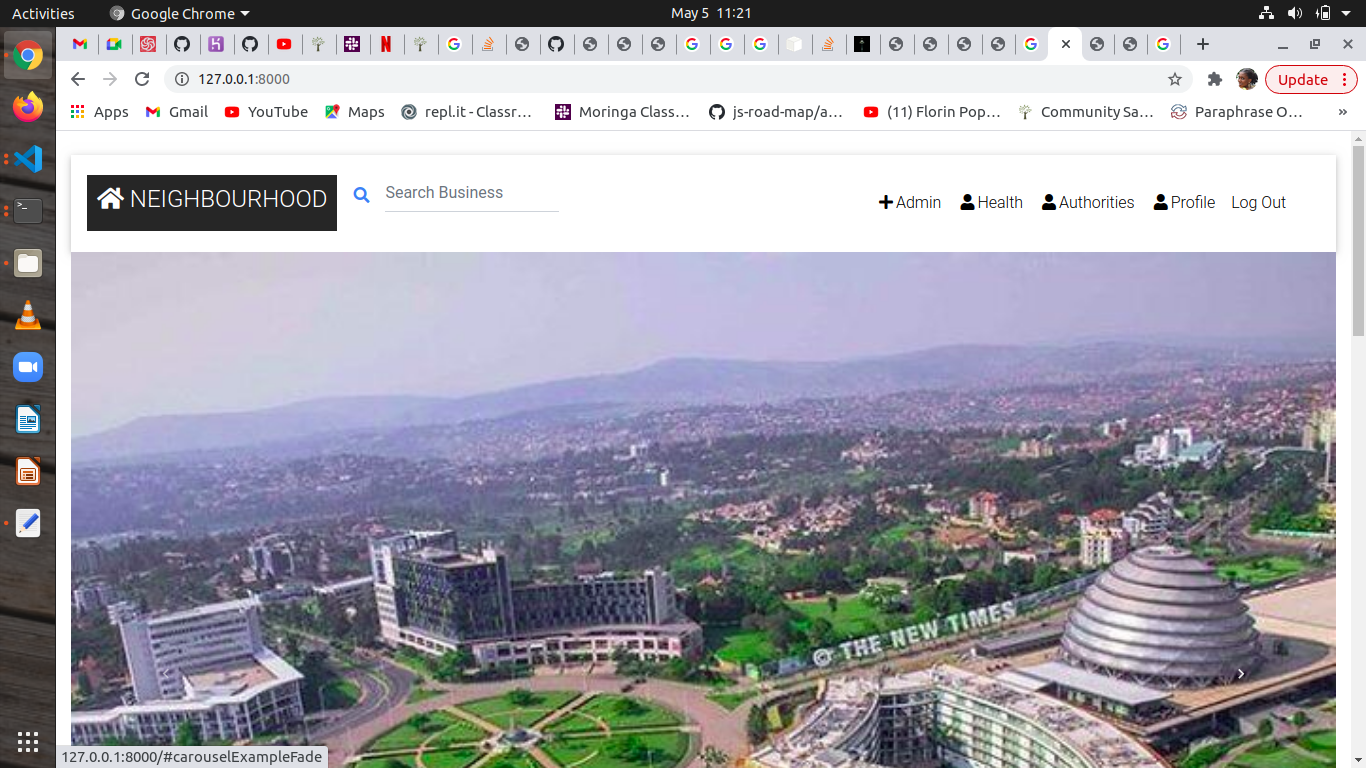 Activities Google Chrome May 5 11:21
127.0.0.1:8000 Update
Apps Gmail YouTube Maps repl.it - Classr… Moringa Class… js-road-map/a… (11) Florin Pop… Community Sa… Paraphrase O… »
NEIGHBOURHOOD Search Business Admin Health Authorities Profile Log Out
© THE NEW TIMES
127.0.0.1:8000/#carouselExampleFade